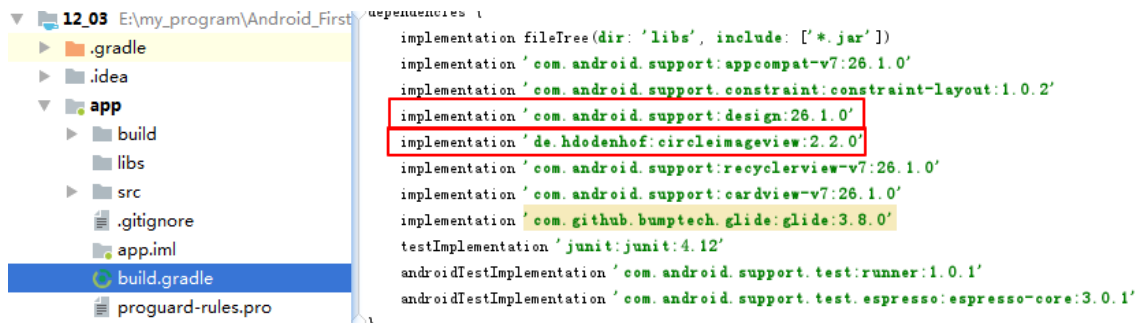 12_03 E:\my_program\Android_First
.gradle
.idea
app
build
libs
src
.gitignore
app.iml
build.gradle
proguard-rules.pro
dependencies {
implementation fileTree(dir: 'libs', include: ['*.jar'])
implementation 'com.android.support:appcompat-v7:26.1.0'
implementation 'com.android.support.constraint:constraint-layout:1.0.2'
implementation 'com.android.support:design:26.1.0'
implementation 'de.hdodenhof:circleimageview:2.2.0'
implementation 'com.android.support:recyclerview-v7:26.1.0'
implementation 'com.android.support:cardview-v7:26.1.0'
implementation 'com.github.bumptech.glide:glide:3.8.0'
testImplementation 'junit:junit:4.12'
androidTestImplementation 'com.android.support.test:runner:1.0.1'
androidTestImplementation 'com.android.support.test.espresso:espresso-core:3.0.1'
}